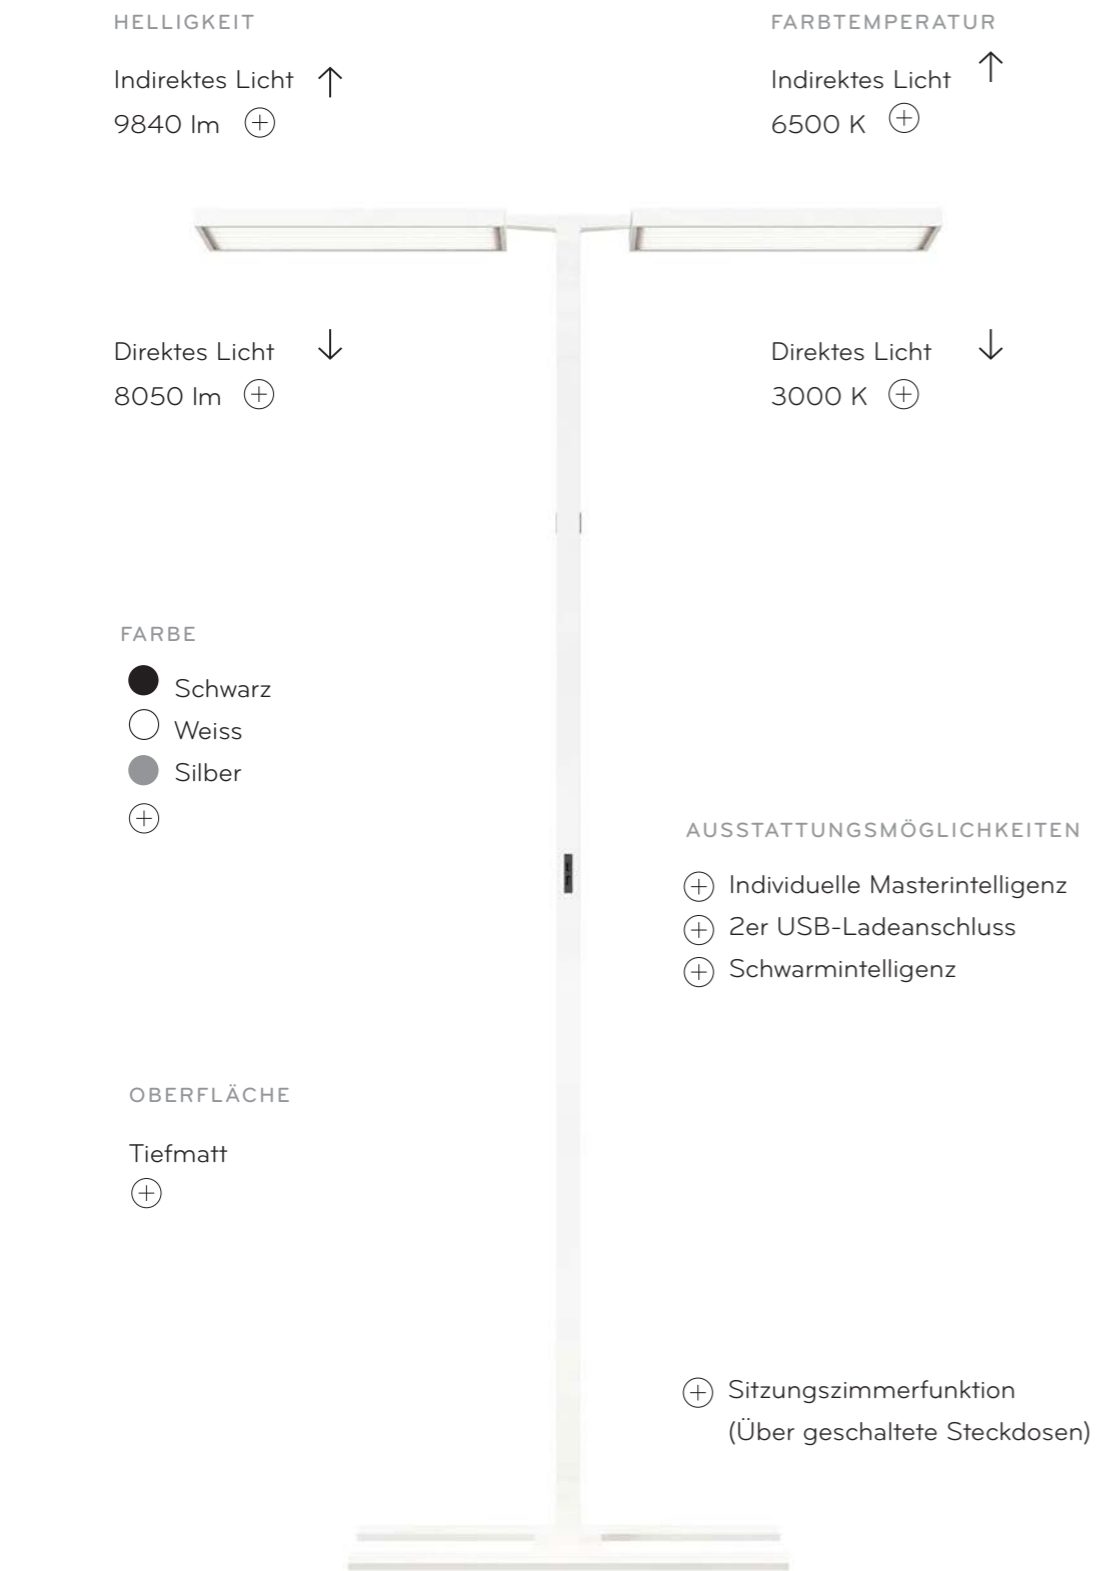 HELLIGKEIT
Indirektes Licht
9840 lm
FARBTEMPERATUR
Indirektes Licht
6500 K
Direktes Licht
8050 lm
Direktes Licht
3000 K
FARBE
Schwarz
Weiss
Silber
AUSSTATTUNGSMÖGLICHKEITEN
Individuelle Masterintelligenz
2er USB-Ladeanschluss
Schwarmintelligenz
OBERFLÄCHE
Tiefmatt
Sitzungszimmerfunktion
(Über geschaltete Steckdosen)